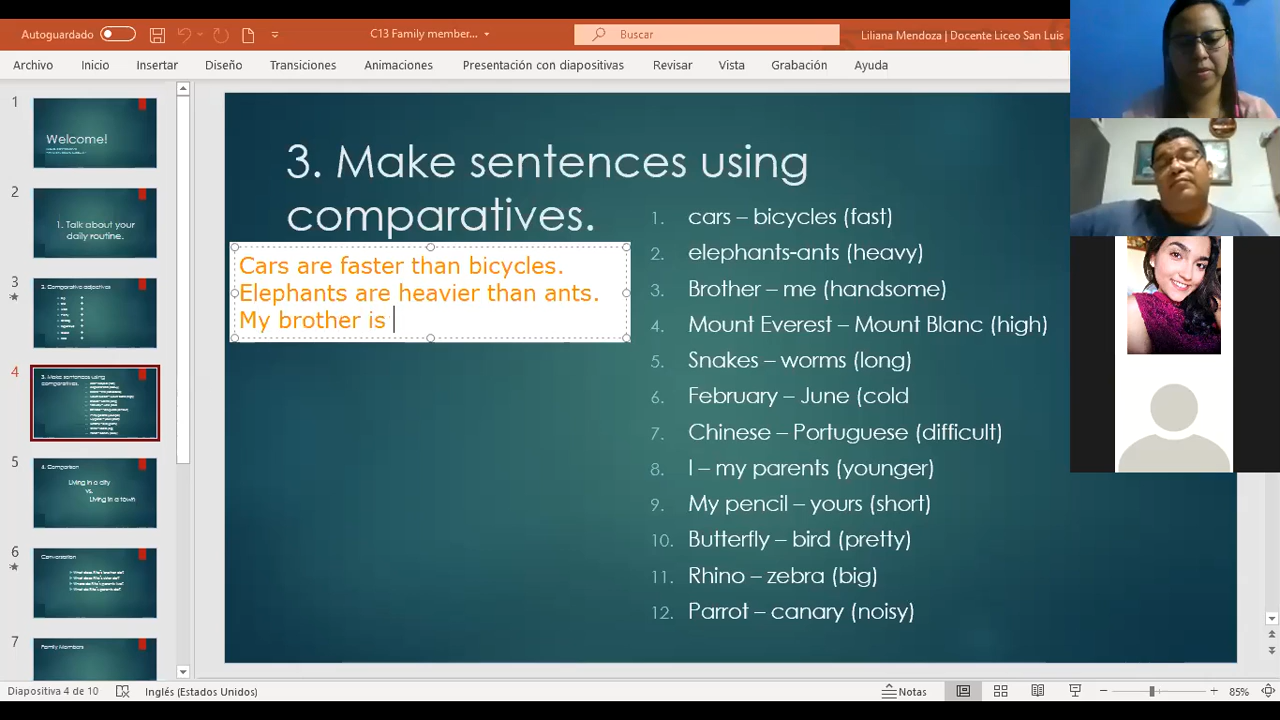 Autoguardado
C13 Family member...
Buscar
Liliana Mendoza | Docente Liceo San Luis
Archivo
Inicio
Insertar
Diseño
Transiciones
Animaciones
Presentación con diapositivas
Revisar
Vista
Grabación
Ayuda
1
Welcome!
2
1. Talk about your
daily routine.
3
4
3. Make sentences using
comparatives.
5
4. Comparison
Living in a city
vs.
Living in a town
6
Conversation
7
Family Members
3. Make sentences using
comparatives.
Cars are faster than bicycles.
Elephants are heavier than ants.
My brother is
1. cars – bicycles (fast)
2. elephants-ants (heavy)
3. Brother – me (handsome)
4. Mount Everest – Mount Blanc (high)
5. Snakes – worms (long)
6. February – June (cold
7. Chinese – Portuguese (difficult)
8. I – my parents (younger)
9. My pencil – yours (short)
10. Butterfly – bird (pretty)
11. Rhino – zebra (big)
12. Parrot – canary (noisy)
Diapositiva 4 de 10
Inglés (Estados Unidos)
Notas
85%